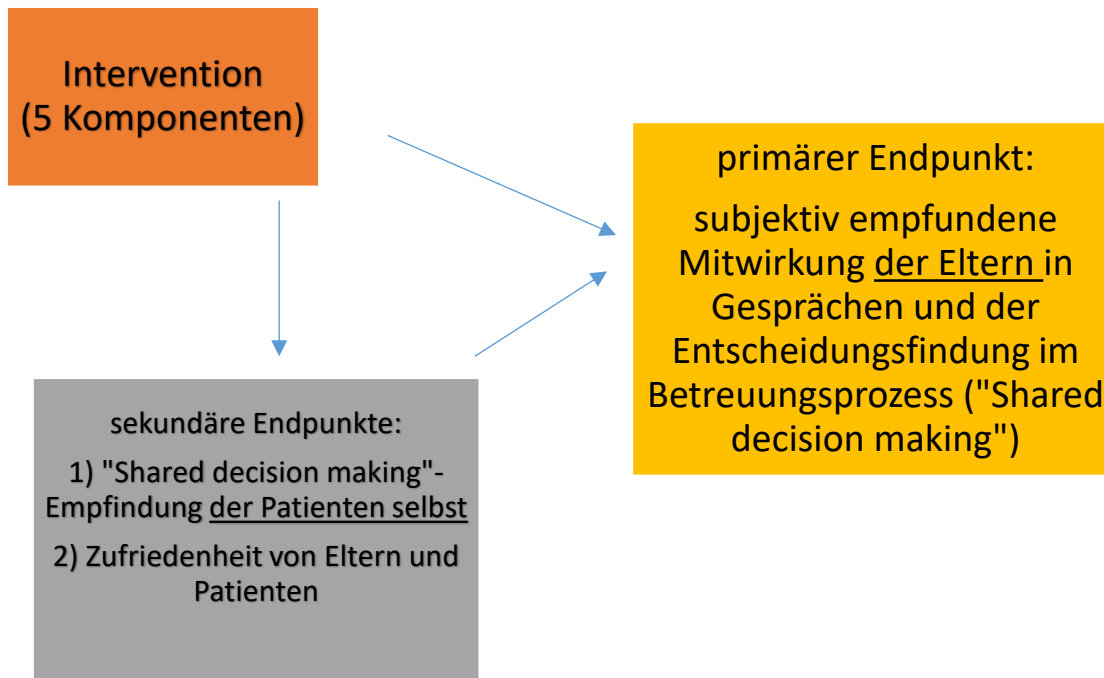 Intervention
(5 Komponenten)
primärer Endpunkt:
subjektiv empfundene
Mitwirkung der Eltern in
Gesprächen und der
Entscheidungsfindung im
Betreuungsprozess ("Shared
decision making")
sekundäre Endpunkte:
1) "Shared decision making"-
Empfindung der Patienten selbst
2) Zufriedenheit von Eltern und
Patienten